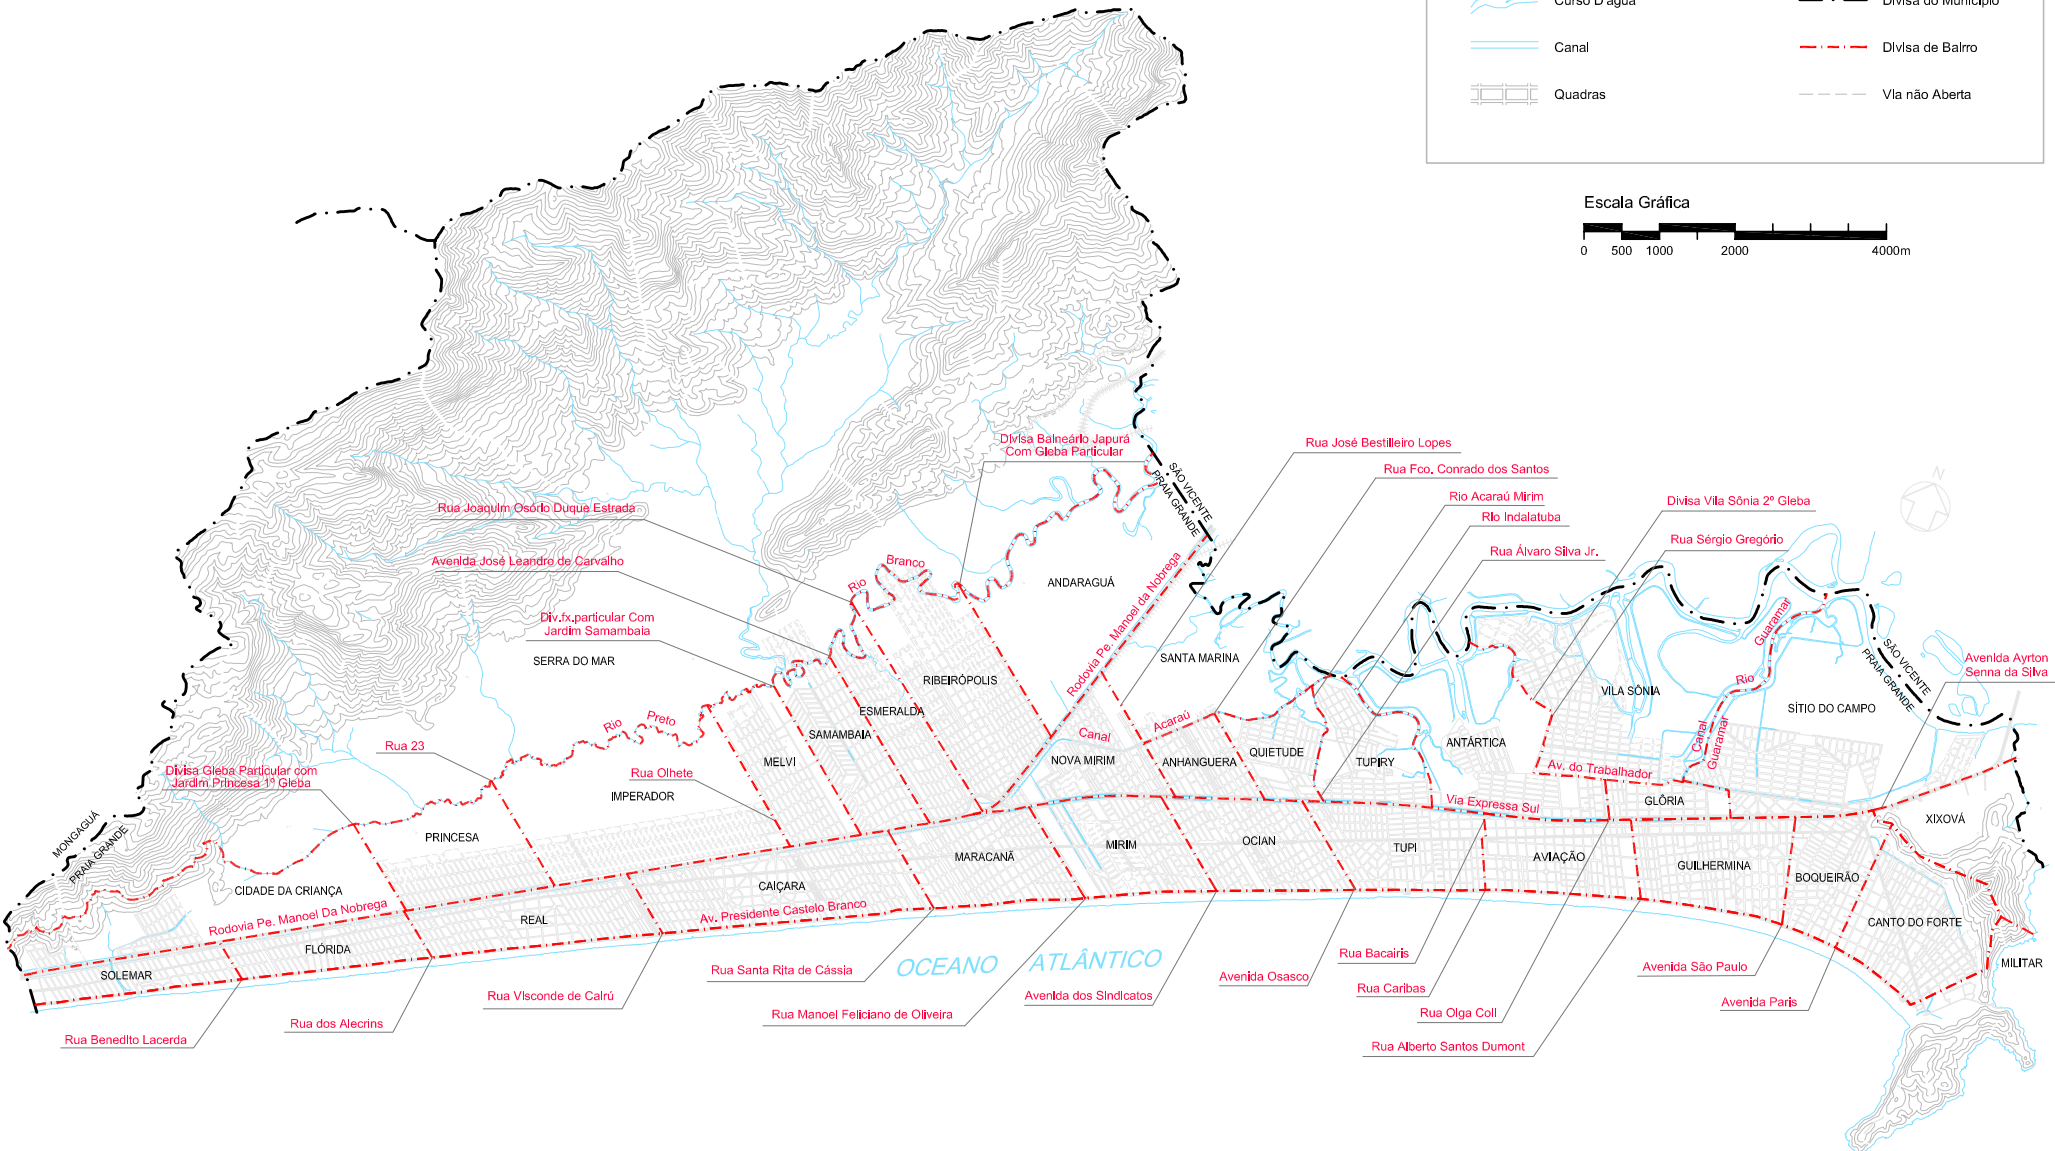 Curso D'água
Divisa do Município
Canal
Divisa de Bairro
Quadras
Via não Aberta
Escala Gráfica
0 500 1000 2000 4000m
Divisa Balneário Japurá
Com Gleba Particular
Rua José Bestilleiro Lopes
Rua Fco. Conrado dos Santos
Rio Acaraú Mirim
Rio Indalatuba
Rua Álvaro Silva Jr.
Divisa Vila Sônia 2º Gleba
Rua Sérgio Gregório
N
SÃO VICENTE
PRAIA GRANDE
Rua Joaquim Osório Duque Estrada
Avenida José Leandro de Carvalho
Div.fx.particular Com
Jardim Samambaia
SERRA DO MAR
Rio Branco
ANDARAGUÁ
Rodovia Pe. Manoel da Nobrega
SANTA MARINA
RIBEIRÓPOLIS
ESMERALDA
SAMAMBAIA
MELVI
Rio Preto
Rua 23
Rua Olhete
IMPERADOR
Divisa Gleba Particular com
Jardim Princesa 1º Gleba
PRINCESA
MONGAGUÁ
PRAIA GRANDE
CIDADE DA CRIANÇA
Canal Acaraú
NOVA MIRIM
ANHANGUERA
QUIETUDE
TUPIRY
ANTÁRTICA
VILA SÔNIA
Rio Guaramar
Canal Guaramar
SÍTIO DO CAMPO
SÃO VICENTE
PRAIA GRANDE
Avenida Ayrton
Senna da Silva
Av. do Trabalhador
Via Expressa Sul
GLÓRIA
XIXOVÁ
MIRIM
OCIAN
TUPI
AVIAÇÃO
GUILHERMINA
BOQUEIRÃO
CANTO DO FORTE
MILITAR
MARACANÃ
CAIÇARA
REAL
FLÓRIDA
SOLEMAR
Rodovia Pe. Manoel Da Nobrega
Av. Presidente Castelo Branco
OCEANO ATLÂNTICO
Rua Benedito Lacerda
Rua dos Alecrins
Rua Visconde de Cairú
Rua Santa Rita de Cássia
Rua Manoel Feliciano de Oliveira
Avenida dos Sindicatos
Avenida Osasco
Rua Bacairis
Rua Caribas
Rua Olga Coll
Rua Alberto Santos Dumont
Avenida São Paulo
Avenida Paris